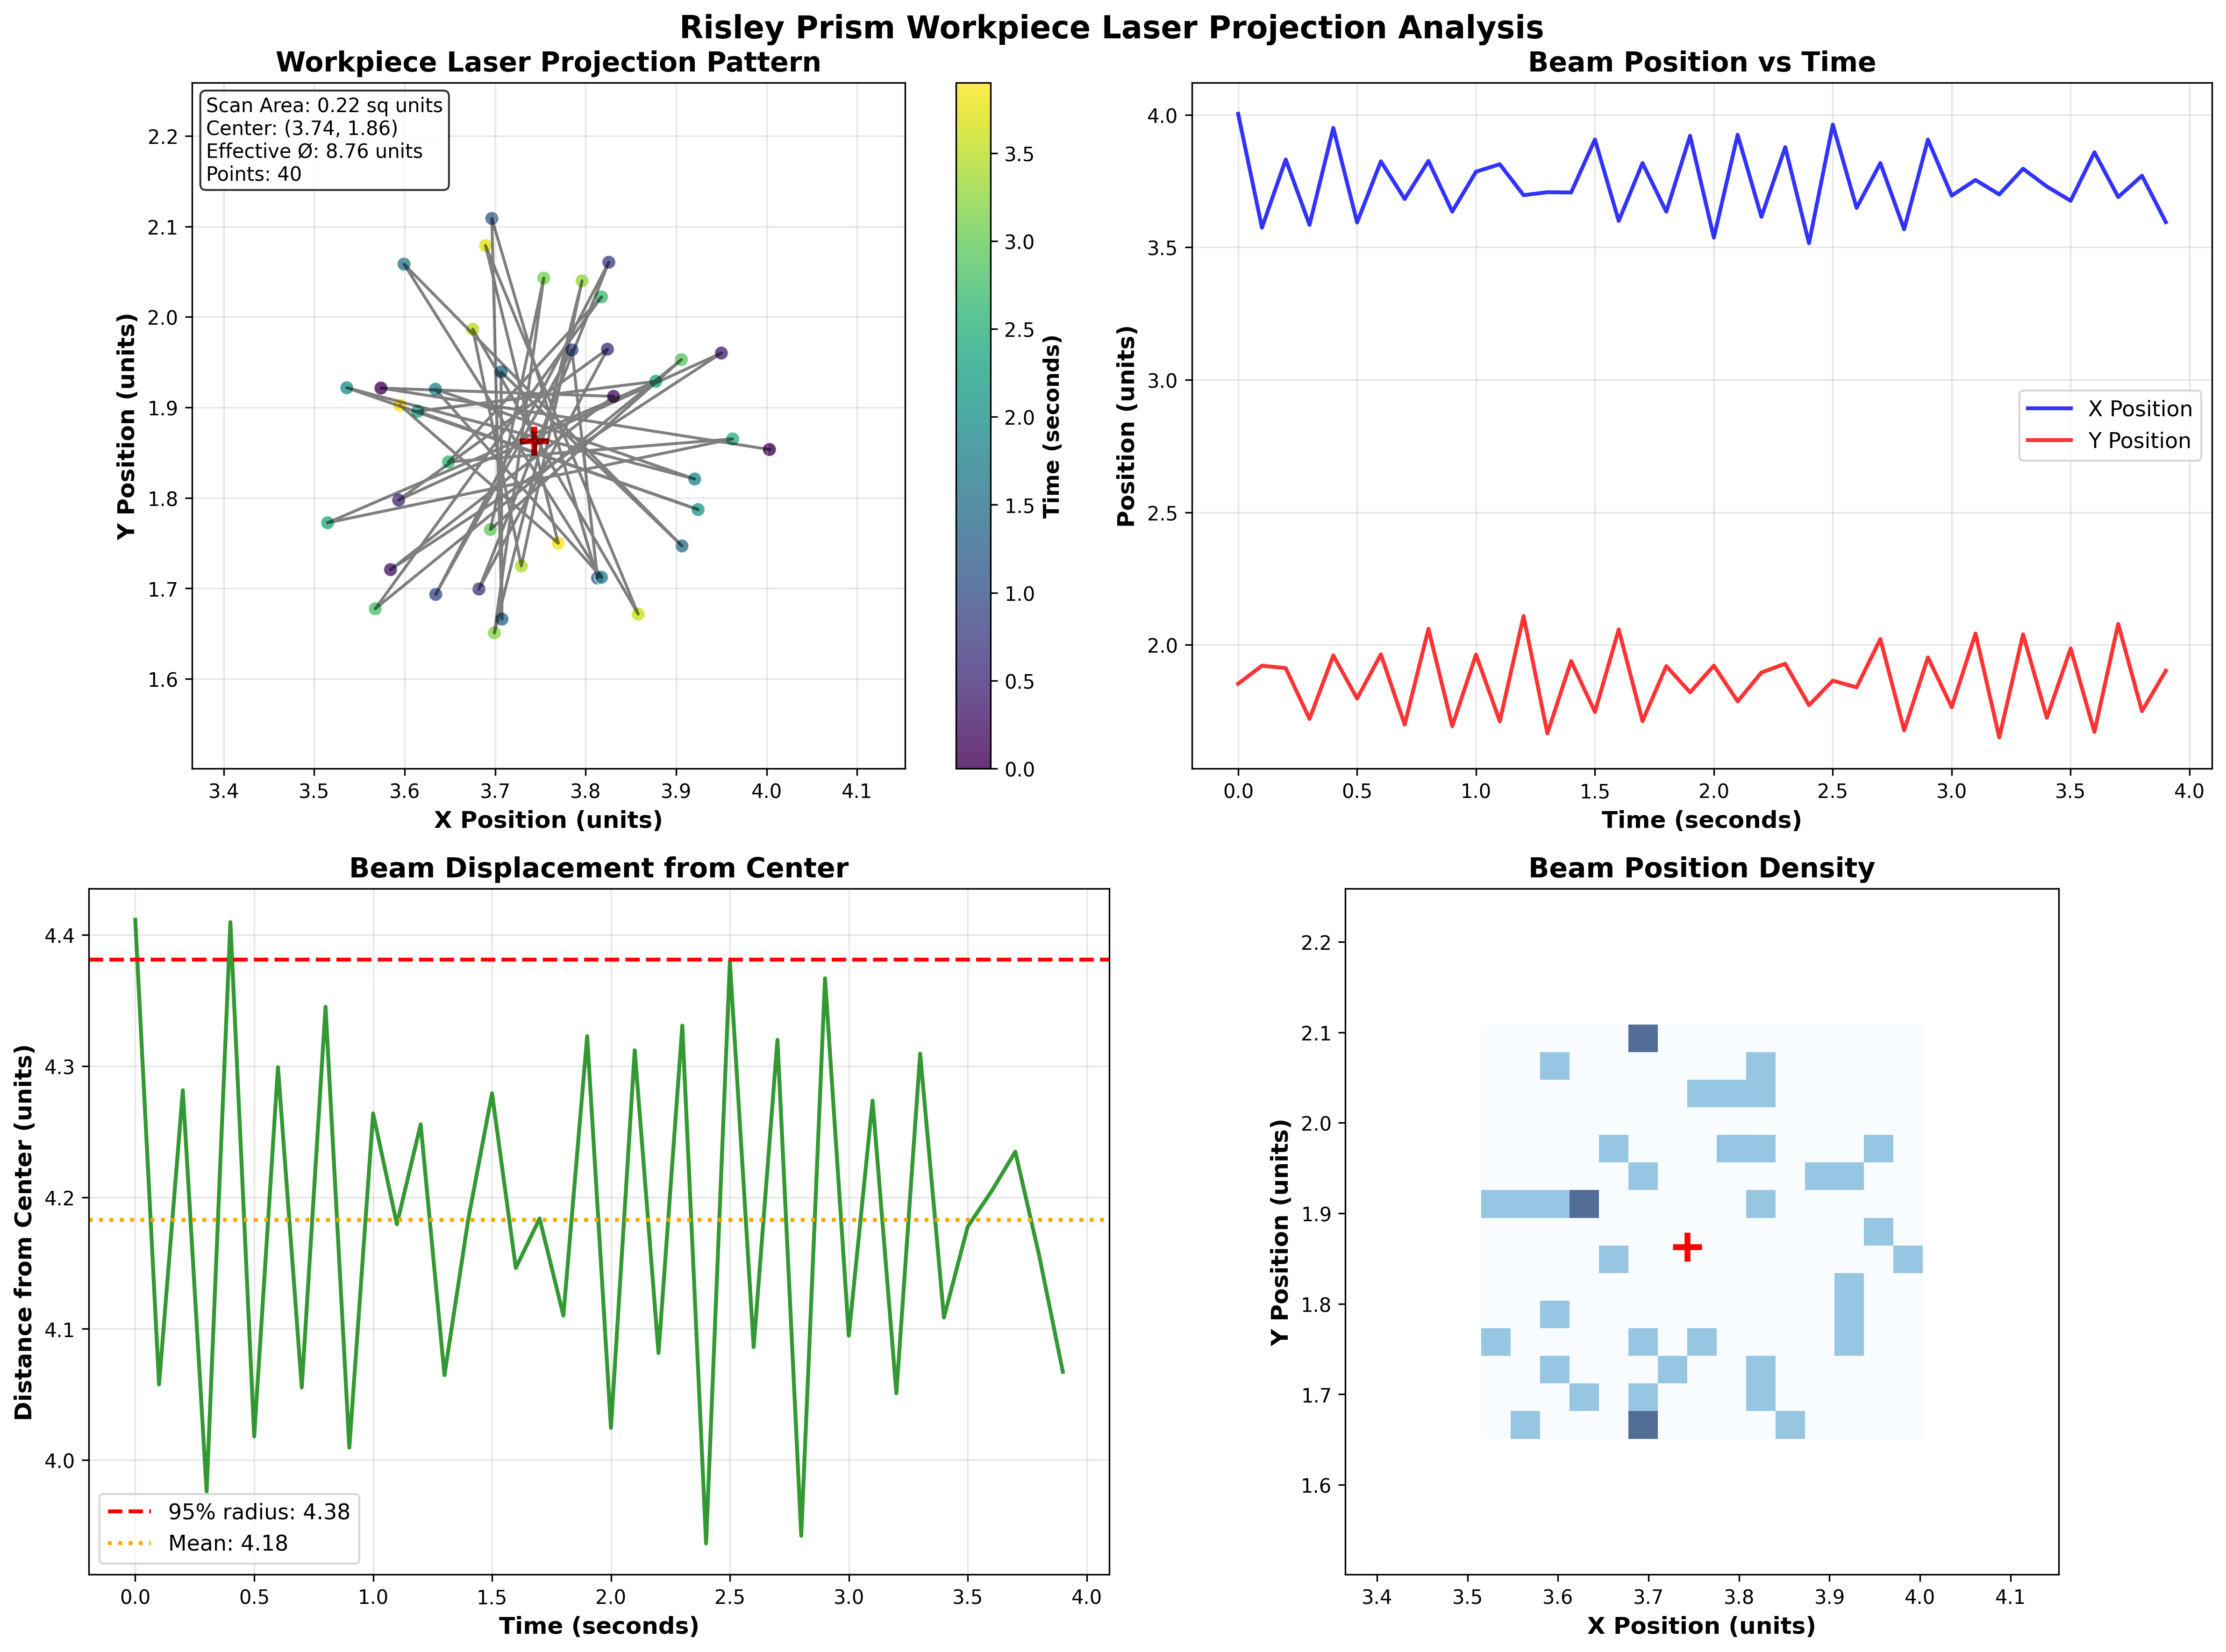 Risley Prism Workpiece Laser Projection Analysis
Workpiece Laser Projection Pattern
Scan Area: 0.22 sq units
Center: (3.74, 1.86)
Effective Ø: 8.76 units
Points: 40
Y Position (units)
2.2
2.1
2.0
1.9
1.8
1.7
1.6
3.4 3.5 3.6 3.7 3.8 3.9 4.0 4.1
X Position (units)
3.5
3.0
2.5
2.0
1.5
1.0
0.5
0.0
Time (seconds)
Beam Position vs Time
Position (units)
4.0
3.5
3.0
2.5
2.0
X Position
Y Position
0.0 0.5 1.0 1.5 2.0 2.5 3.0 3.5 4.0
Time (seconds)
Beam Displacement from Center
Distance from Center (units)
4.4
4.3
4.2
4.1
4.0
95% radius: 4.38
Mean: 4.18
0.0 0.5 1.0 1.5 2.0 2.5 3.0 3.5 4.0
Time (seconds)
Beam Position Density
Y Position (units)
2.2
2.1
2.0
1.9
1.8
1.7
1.6
3.4 3.5 3.6 3.7 3.8 3.9 4.0 4.1
X Position (units)